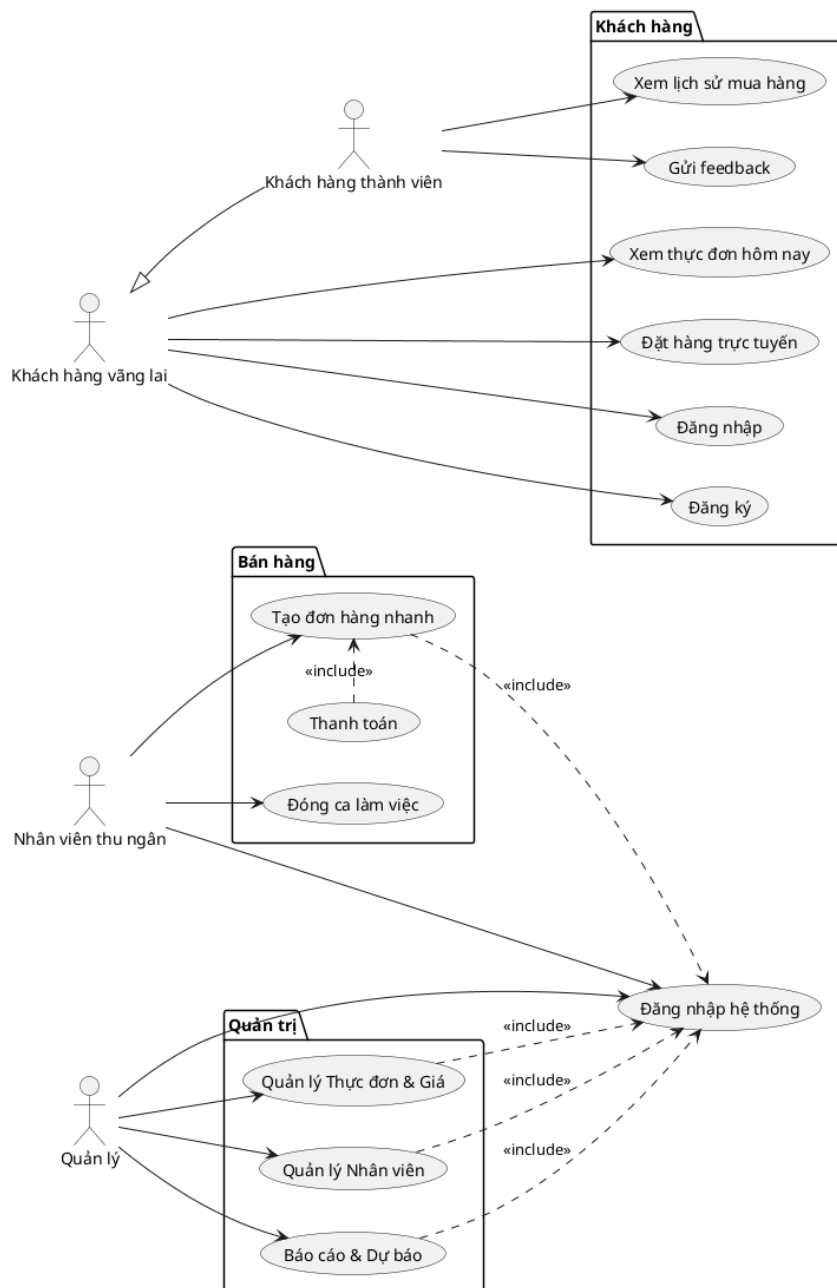 Khách hàng
Xem lịch sử mua hàng
Khách hàng thành viên
Gửi feedback
Xem thực đơn hôm nay
Đặt hàng trực tuyến
Khách hàng vãng lai
Đăng nhập
Đăng ký
Bán hàng
Tạo đơn hàng nhanh
«include»
«include»
Thanh toán
Đóng ca làm việc
Nhân viên thu ngân
Đăng nhập hệ thống
Quản trị
«include»
Quản lý Thực đơn & Giá
«include»
Quản lý
Quản lý Nhân viên
«include»
Báo cáo & Dự báo